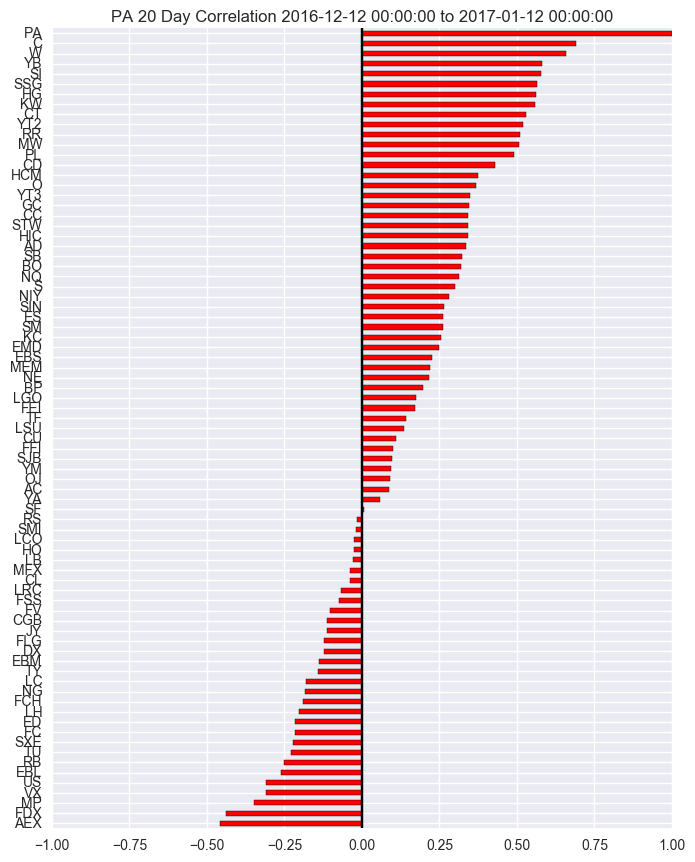 PA 20 Day Correlation 2016-12-12 00:00:00 to 2017-01-12 00:00:00
PA
C
W
YB
SI
SSG
HG
KW
CT
YT2
RR
MW
PL
CD
HCM
O
YT3
GC
CC
STW
HIC
AD
SB
BO
NQ
S
NIY
SIN
ES
SM
KC
EMD
EBS
MEM
NE
BP
LGO
FEI
TF
LSU
CU
FFI
SJB
YM
OJ
AC
YA
SF
RS
SMI
LCO
HO
LB
MFX
CL
LRC
FSS
FV
CGB
JY
FLG
DX
EBM
TY
LC
NG
FCH
LH
ED
FC
SXE
TU
RB
EBL
US
VX
MP
FDX
AEX
−1.00 −0.75 −0.50 −0.25 0.00 0.25 0.50 0.75 1.00